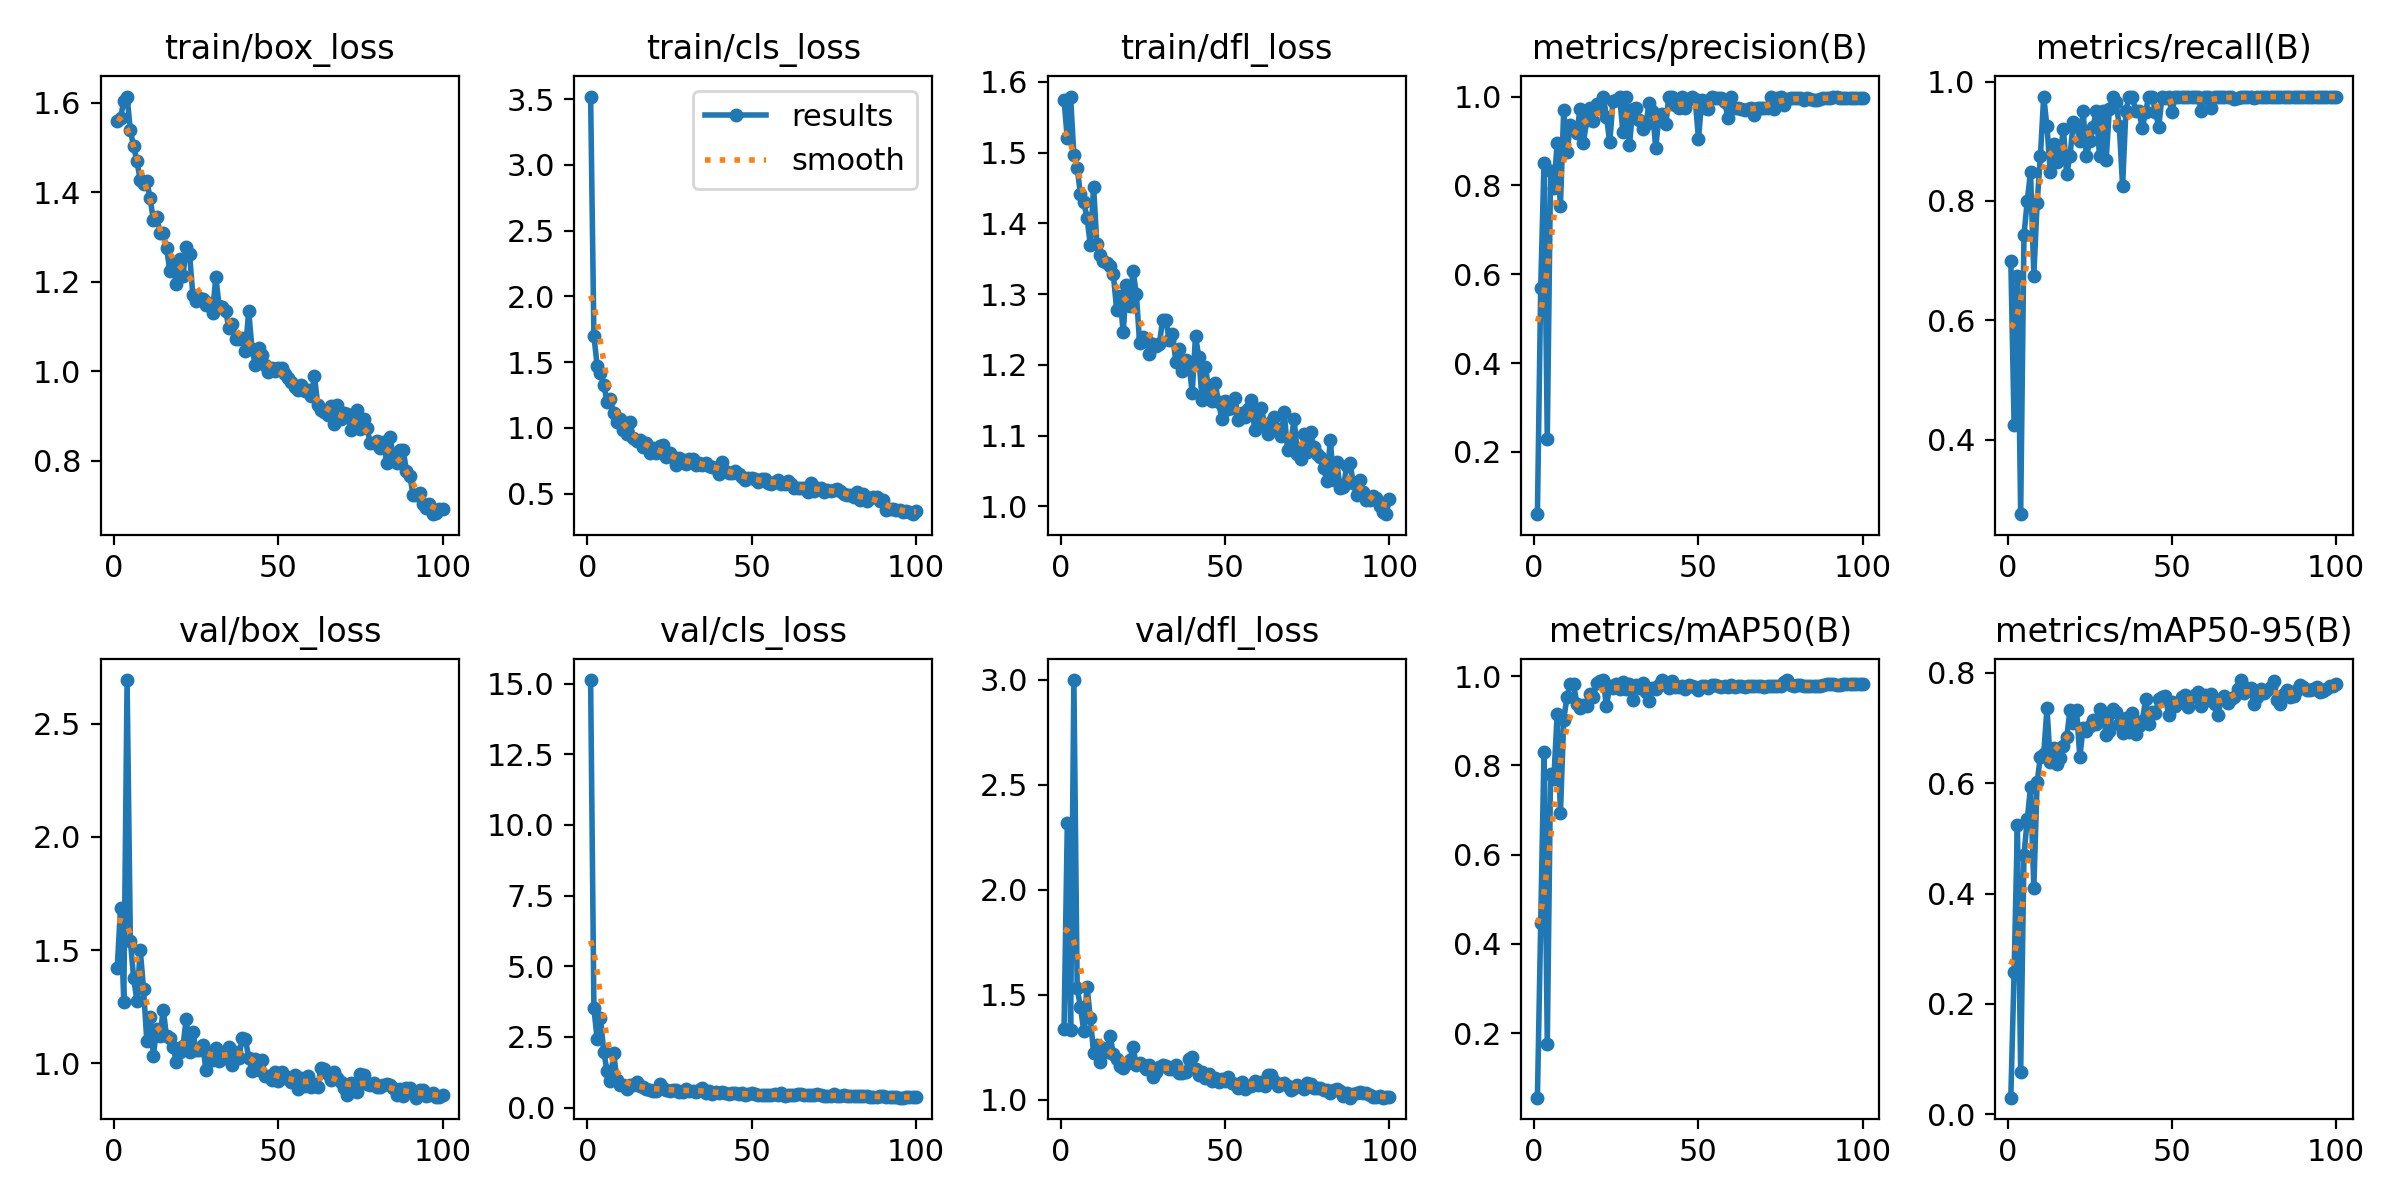 train/box_loss
1.6
1.4
1.2
1.0
0.8
0 50 100
train/cls_loss
results
smooth
3.5
3.0
2.5
2.0
1.5
1.0
0.5
0 50 100
train/dfl_loss
1.6
1.5
1.4
1.3
1.2
1.1
1.0
0 50 100
metrics/precision(B)
1.0
0.8
0.6
0.4
0.2
0 50 100
metrics/recall(B)
1.0
0.8
0.6
0.4
0 50 100
val/box_loss
2.5
2.0
1.5
1.0
0 50 100
val/cls_loss
15.0
12.5
10.0
7.5
5.0
2.5
0.0
0 50 100
val/dfl_loss
3.0
2.5
2.0
1.5
1.0
0 50 100
metrics/mAP50(B)
1.0
0.8
0.6
0.4
0.2
0 50 100
metrics/mAP50-95(B)
0.8
0.6
0.4
0.2
0.0
0 50 100